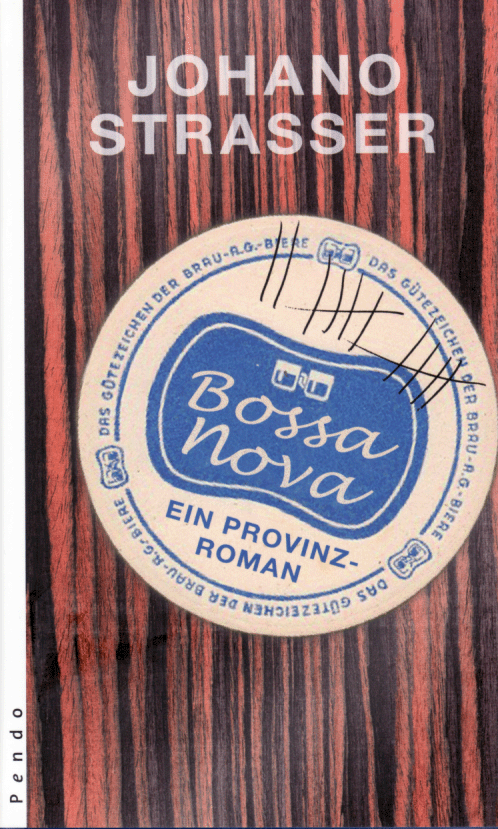 JOHANO
STRASSER
DAS GÜTEZEICHEN DER BRAU-A.G.-BIERE
DAS GÜTEZEICHEN DER BRAU-A.G.-BIERE
DAS GÜTEZEICHEN DER BRAU-A.G.-BIERE
Bossa
Nova
EIN PROVINZ-
ROMAN
Pendo